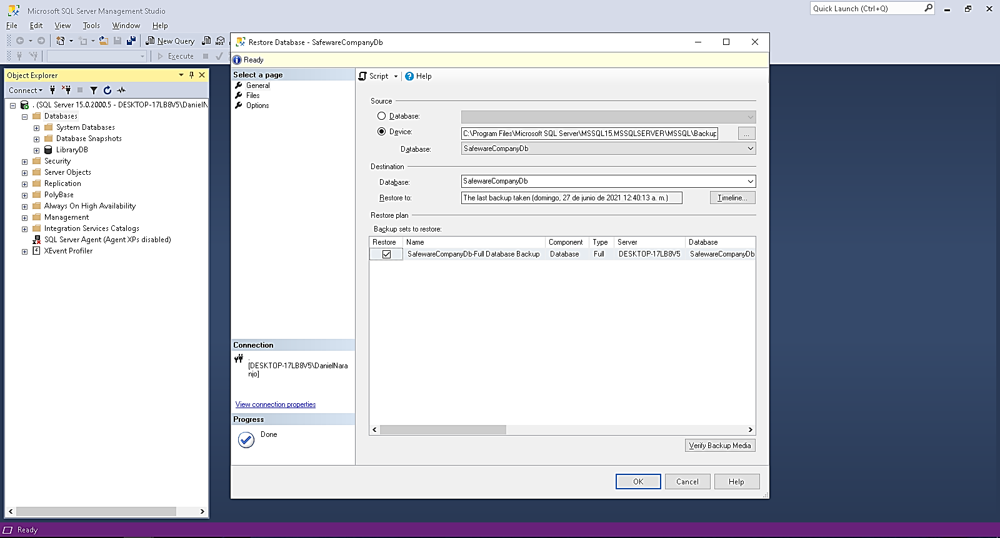 Microsoft SQL Server Management Studio
Quick Launch (Ctrl+Q)
File Edit View Tools Window Help
New Query
MDX
Execute
Object Explorer
Connect
. (SQL Server 15.0.2000.5 - DESKTOP-17LB8V5\DanielN
Databases
System Databases
Database Snapshots
LibraryDB
Security
Server Objects
Replication
PolyBase
Always On High Availability
Management
Integration Services Catalogs
SQL Server Agent (Agent XPs disabled)
XEvent Profiler
Restore Database - SafewareCompanyDb
Ready
Select a page
General
Files
Options
Connection
.
[DESKTOP-17LB8V5\DanielNara
njo]
View connection properties
Progress
Done
Script Help
Source
Database:
Device: C:\Program Files\Microsoft SQL Server\MSSQL15.MSSQLSERVER\MSSQL\Backup ...
Database: SafewareCompanyDb
Destination
Database: SafewareCompanyDb
Restore to: The last backup taken (domingo, 27 de junio de 2021 12:40:13 a. m.) Timeline...
Restore plan
Backup sets to restore:
Restore Name Component Type Server Database
SafewareCompanyDb-Full Database Backup Database Full DESKTOP-17LB8V5 SafewareCompanyDb
Verify Backup Media
OK Cancel Help
Ready